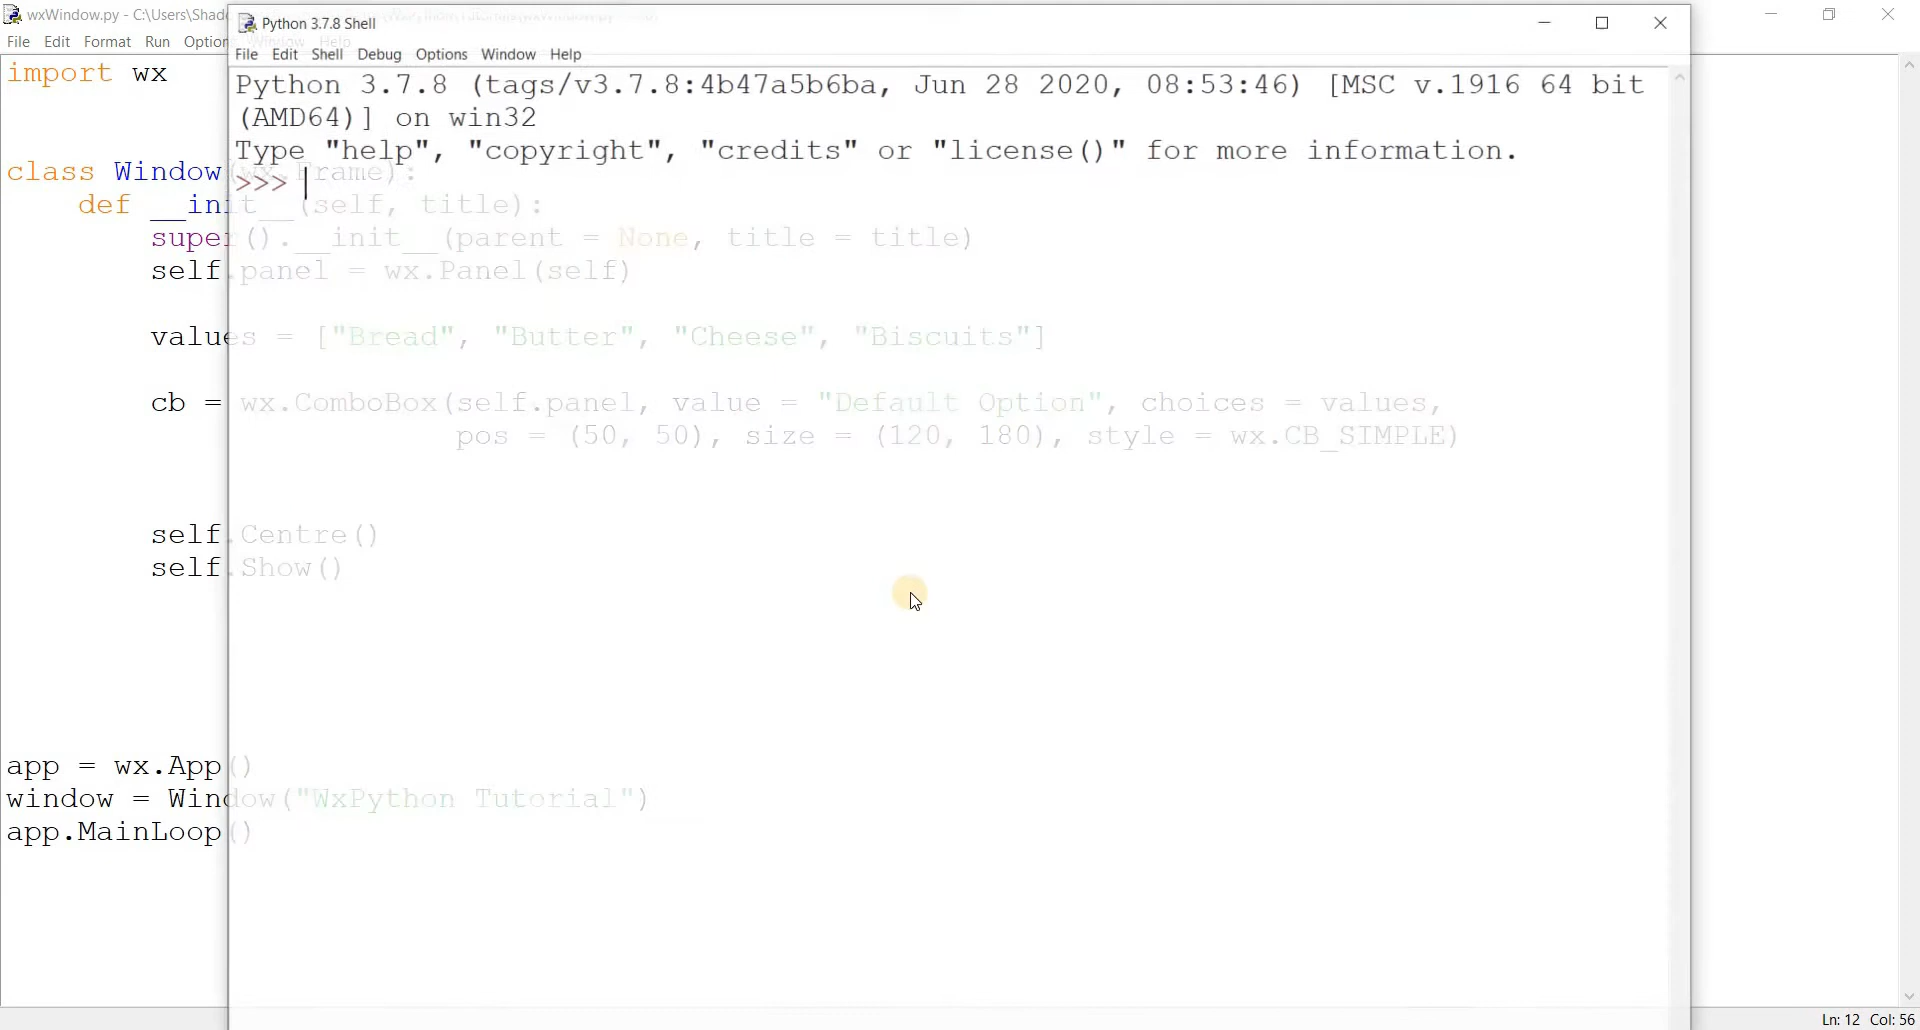 wxWindow.py - C:\Users\Shado
File Edit Format Run Options Window Help
import wx
class Window(wx.Frame):
def __init__(self, title):
super().__init__(parent = None, title = title)
self.panel = wx.Panel(self)
values = ["Bread", "Butter", "Cheese", "Biscuits"]
cb = wx.ComboBox(self.panel, value = "Default Option", choices = values,
pos = (50, 50), size = (120, 180), style = wx.CB_SIMPLE)
self.Centre()
self.Show()
app = wx.App()
window = Window("WxPython Tutorial")
app.MainLoop()
Python 3.7.8 Shell
File Edit Shell Debug Options Window Help
Python 3.7.8 (tags/v3.7.8:4b47a5b6ba, Jun 28 2020, 08:53:46) [MSC v.1916 64 bit
(AMD64)] on win32
Type "help", "copyright", "credits" or "license()" for more information.
>>>
Ln: 12 Col: 56